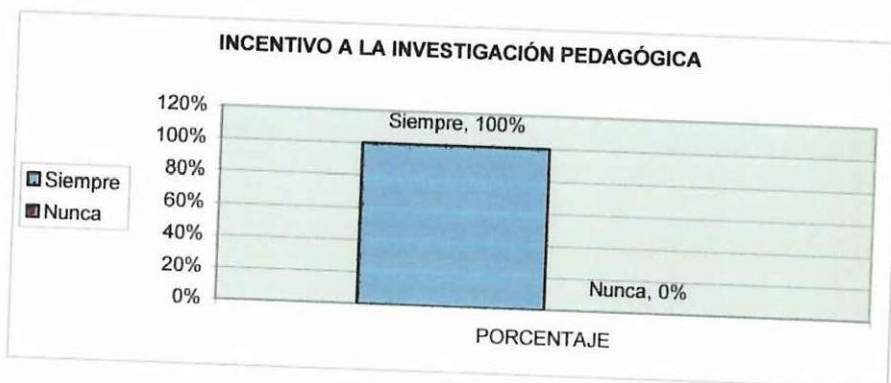 INCENTIVO A LA INVESTIGACIÓN PEDAGÓGICA
120%
100%
80%
60%
40%
20%
0%
Siempre, 100%
Nunca, 0%
Siempre
Nunca
PORCENTAJE